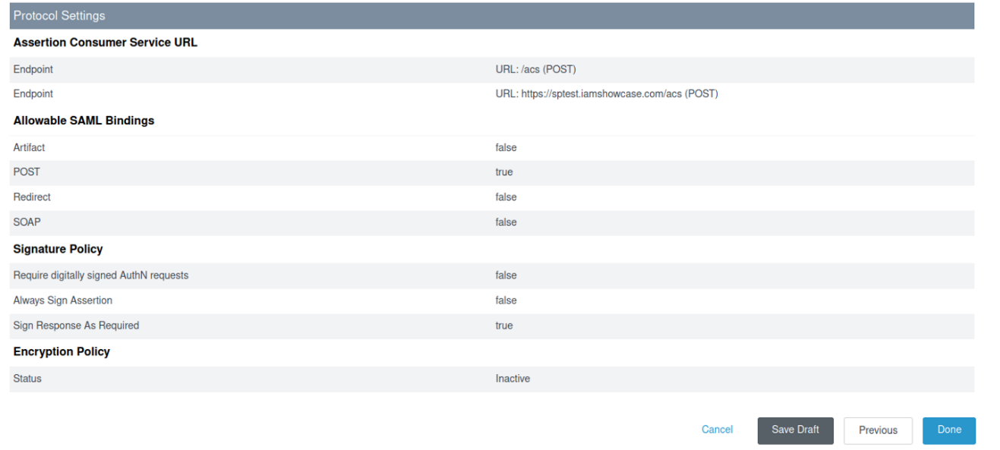 Protocol Settings
Assertion Consumer Service URL
Endpoint URL: /acs (POST)
Endpoint URL: https://sptest.iamshowcase.com/acs (POST)
Allowable SAML Bindings
Artifact false
POST true
Redirect false
SOAP false
Signature Policy
Require digitally signed AuthN requests false
Always Sign Assertion false
Sign Response As Required true
Encryption Policy
Status Inactive
Cancel Save Draft Previous Done